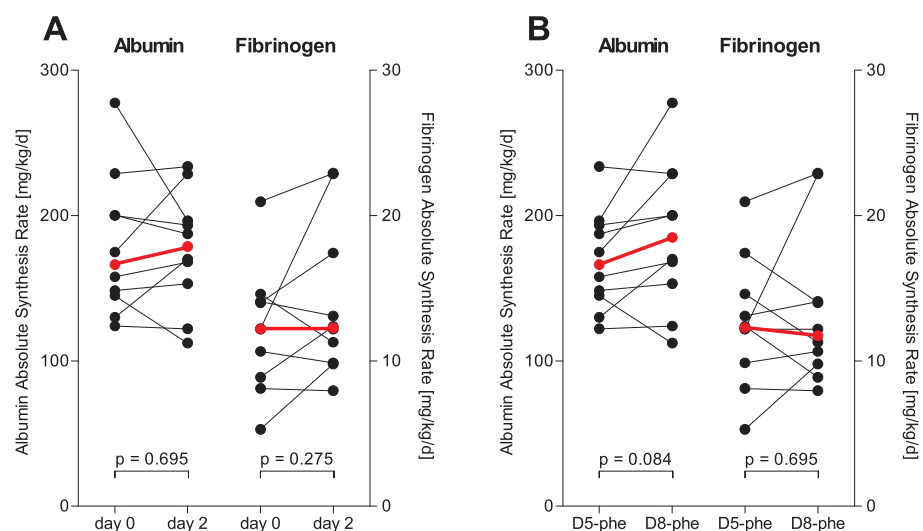 A
Albumin Fibrinogen
300
200
100
0
Albumin Absolute Synthesis Rate [mg/kg/d]
30
20
10
0
Fibrinogen Absolute Synthesis Rate [mg/kg/d]
p = 0.695 p = 0.275
day 0 day 2 day 0 day 2
B
Albumin Fibrinogen
300
200
100
0
Albumin Absolute Synthesis Rate [mg/kg/d]
30
20
10
0
Fibrinogen Absolute Synthesis Rate [mg/kg/d]
p = 0.084 p = 0.695
D5-phe D8-phe D5-phe D8-phe